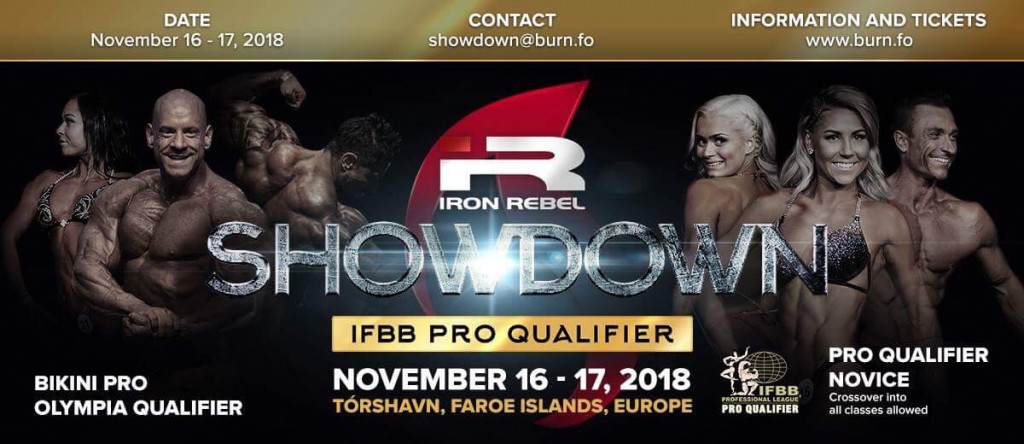 DATE
November 16 - 17, 2018
CONTACT
showdown@burn.fo
INFORMATION AND TICKETS
www.burn.fo
iR
IRON REBEL
SHOWDOWN
IFBB PRO QUALIFIER
NOVEMBER 16 - 17, 2018
TÓRSHAVN, FAROE ISLANDS, EUROPE
BIKINI PRO
OLYMPIA QUALIFIER
IFBB
PROFESSIONAL LEAGUE
PRO QUALIFIER
PRO QUALIFIER
NOVICE
Crossover into
all classes allowed